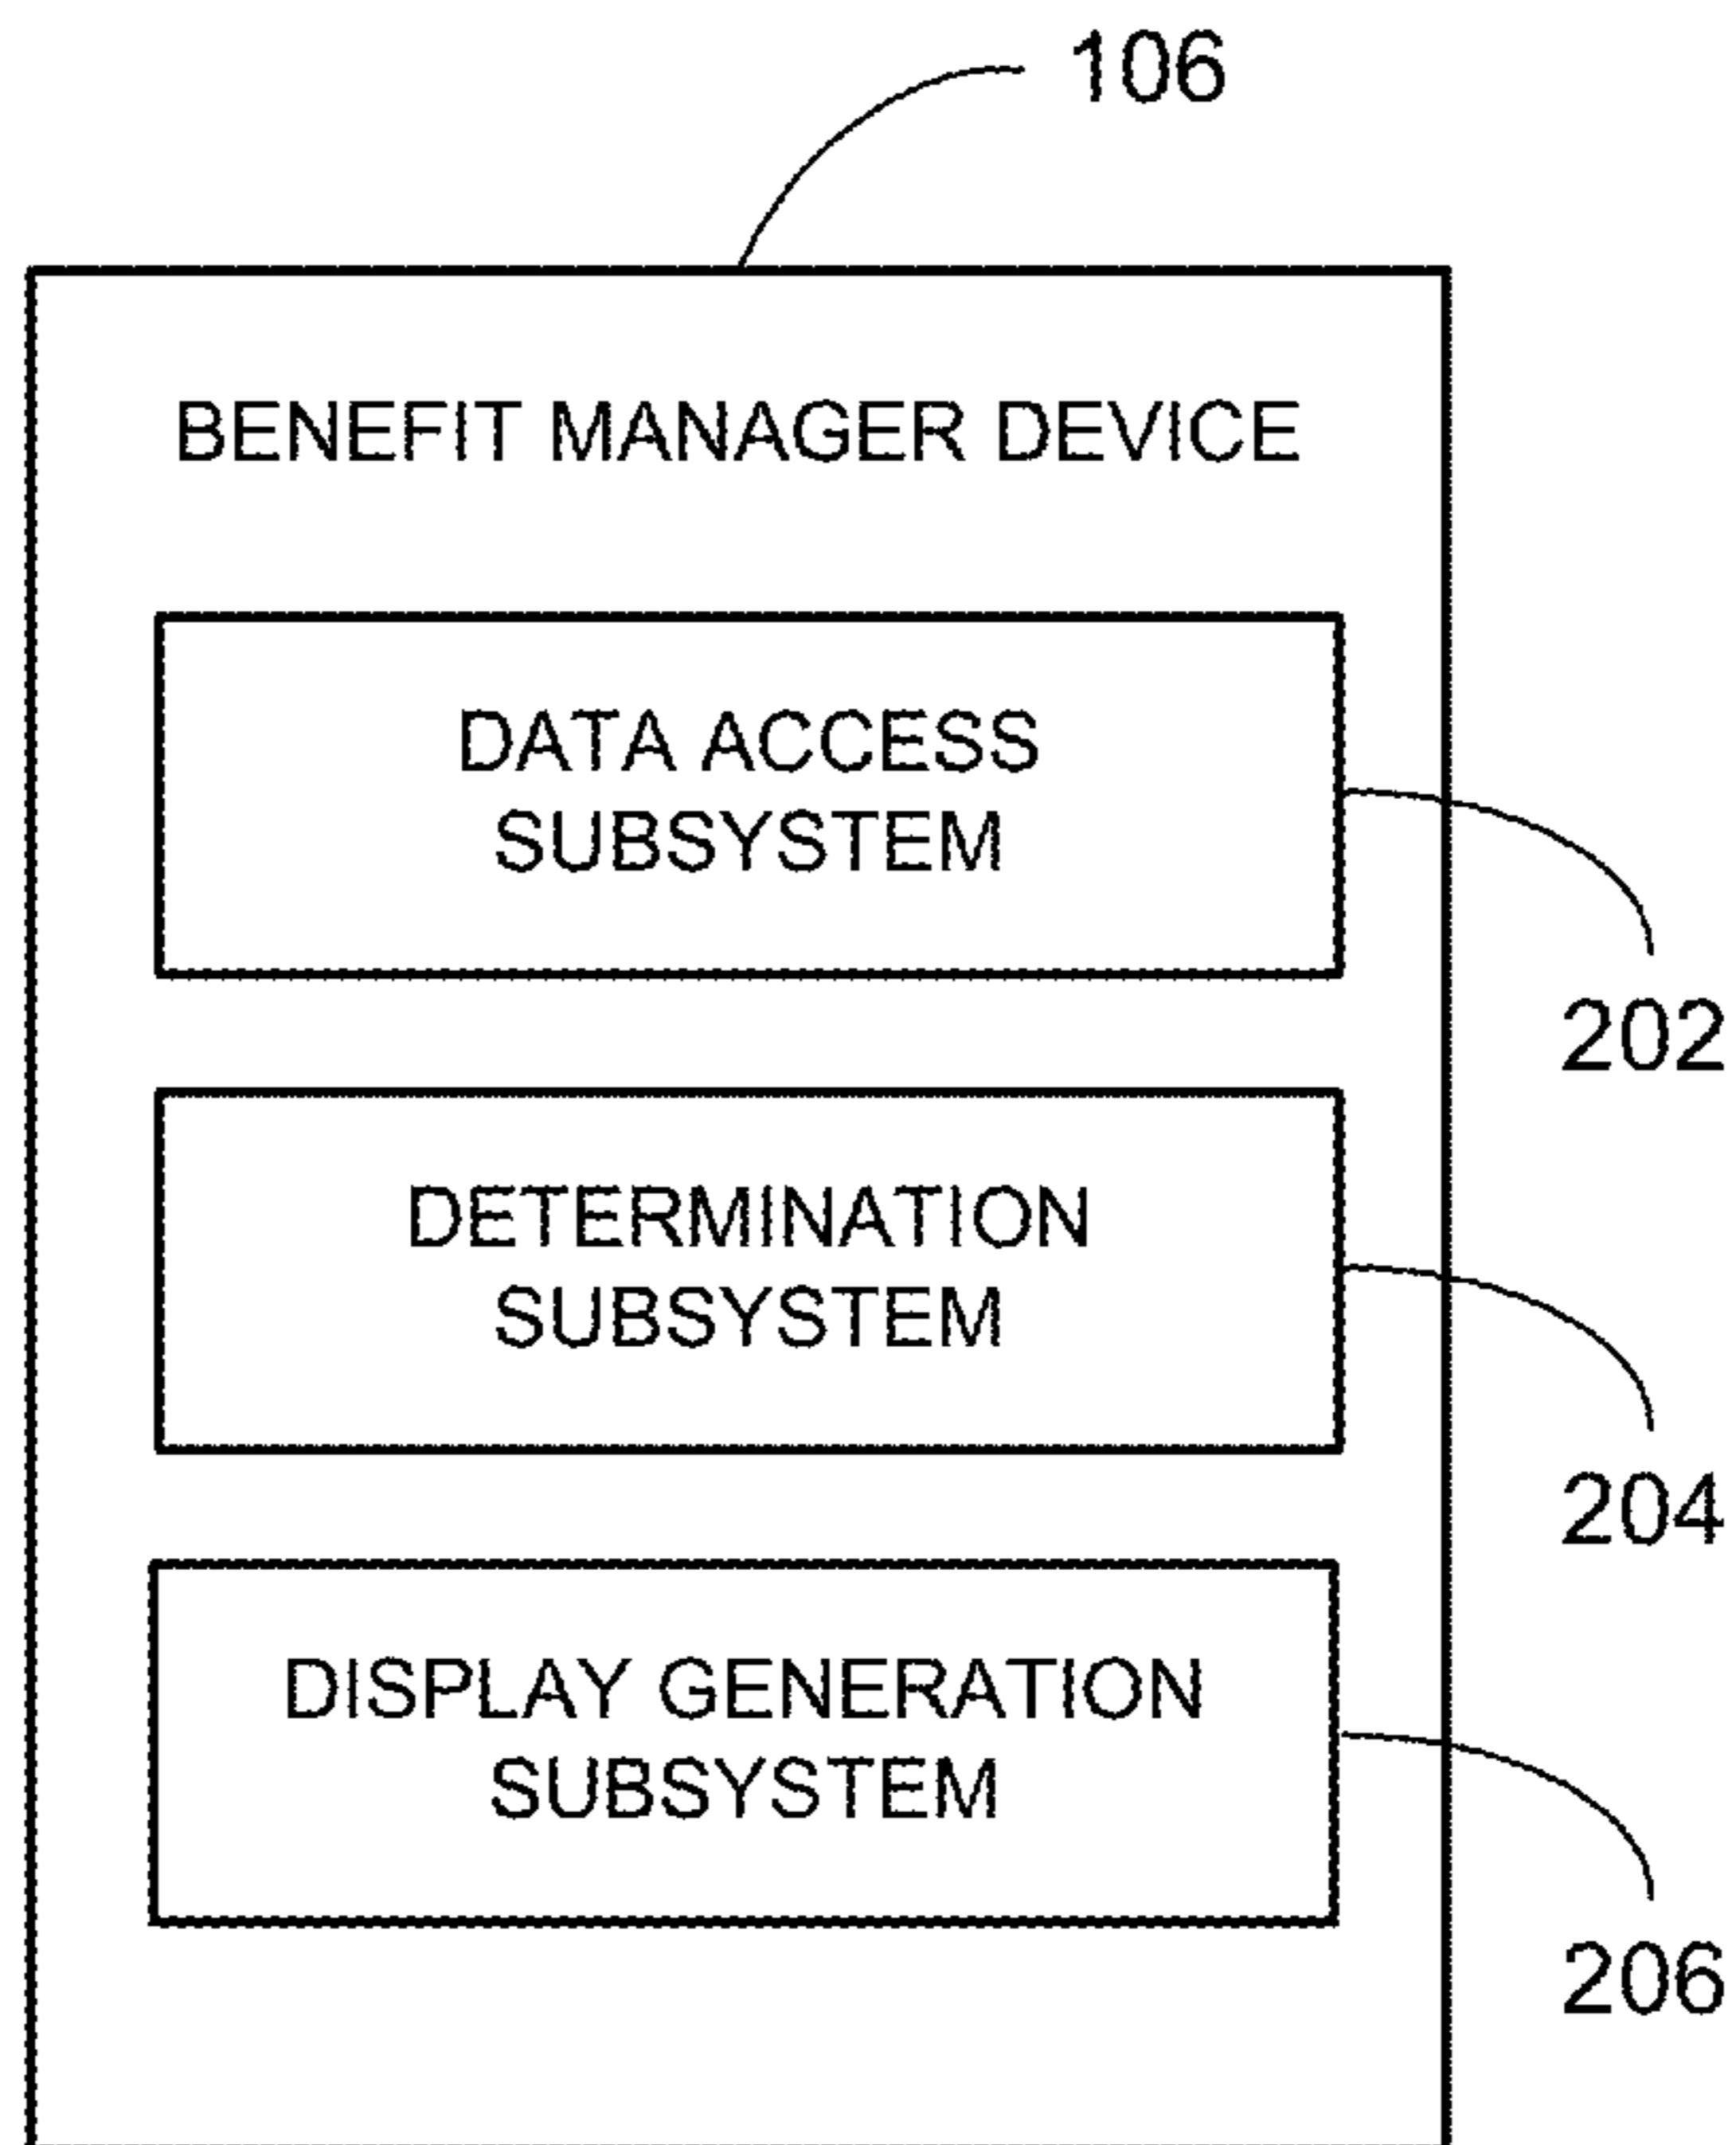 106
BENEFIT MANAGER DEVICE
DATA ACCESS
SUBSYSTEM
202
DETERMINATION
SUBSYSTEM
204
DISPLAY GENERATION
SUBSYSTEM
206